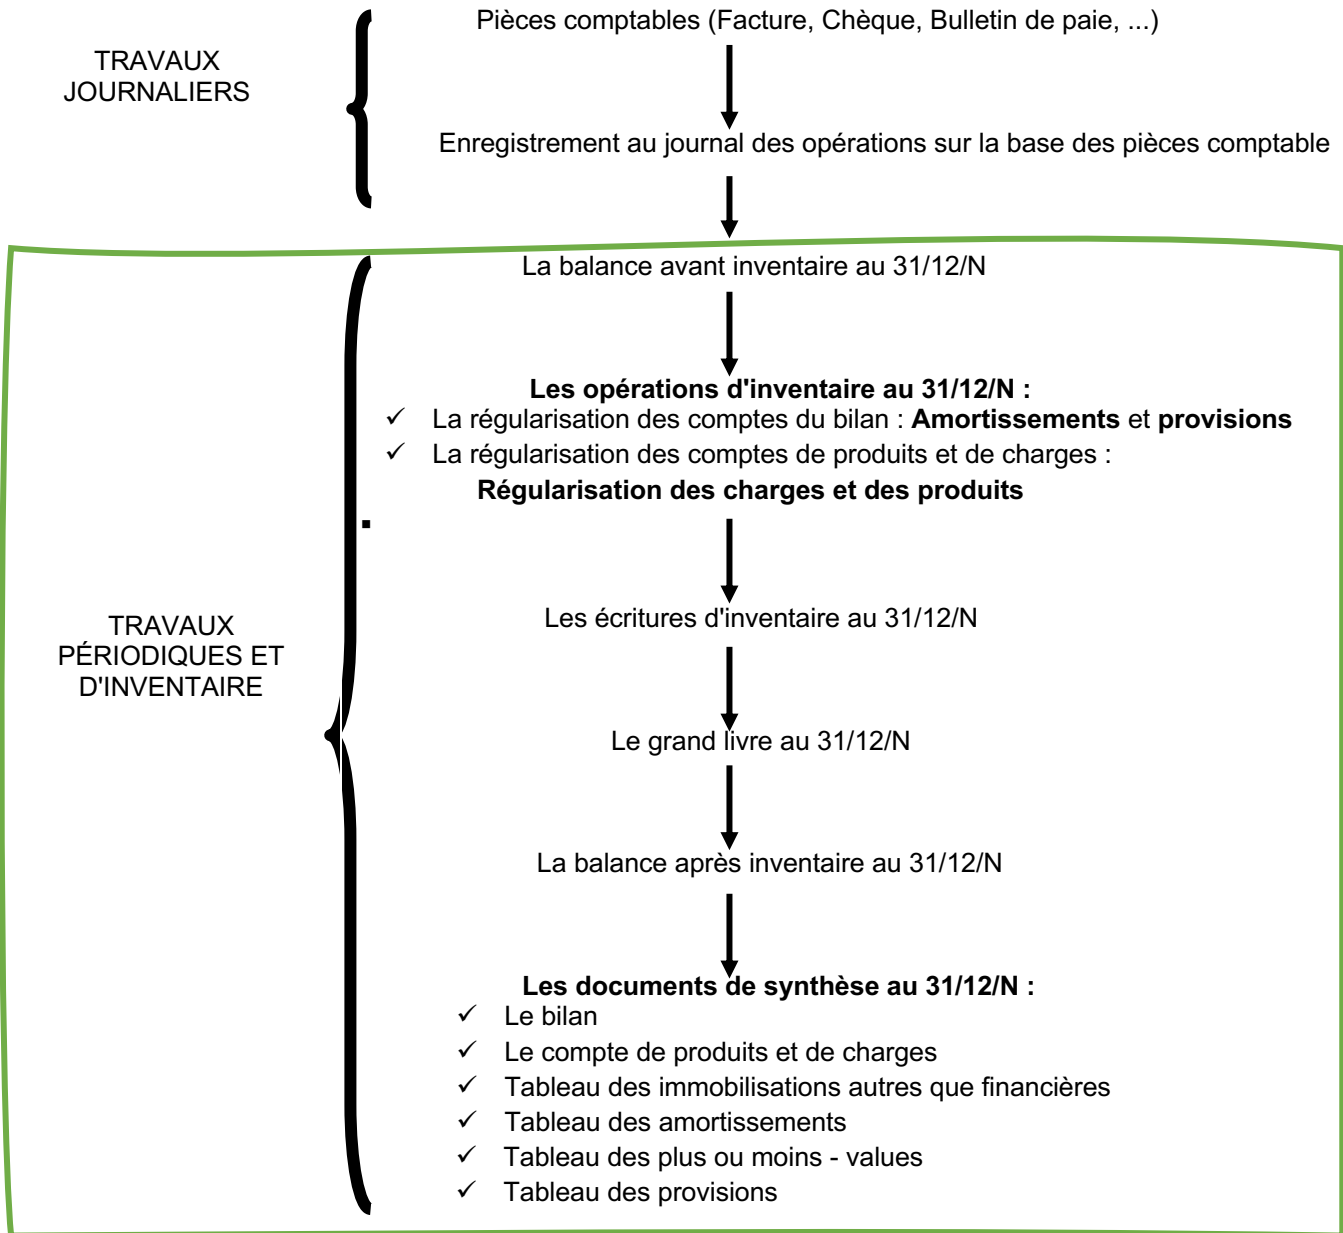 Pièces comptables (Facture, Chèque, Bulletin de paie, ...)
TRAVAUX
JOURNALIERS
Enregistrement au journal des opérations sur la base des pièces comptable
La balance avant inventaire au 31/12/N
Les opérations d'inventaire au 31/12/N :
✓ La régularisation des comptes du bilan : Amortissements et provisions
✓ La régularisation des comptes de produits et de charges :
Régularisation des charges et des produits
Les écritures d'inventaire au 31/12/N
TRAVAUX
PÉRIODIQUES ET
D'INVENTAIRE
Le grand livre au 31/12/N
La balance après inventaire au 31/12/N
Les documents de synthèse au 31/12/N :
✓ Le bilan
✓ Le compte de produits et de charges
✓ Tableau des immobilisations autres que financières
✓ Tableau des amortissements
✓ Tableau des plus ou moins - values
✓ Tableau des provisions